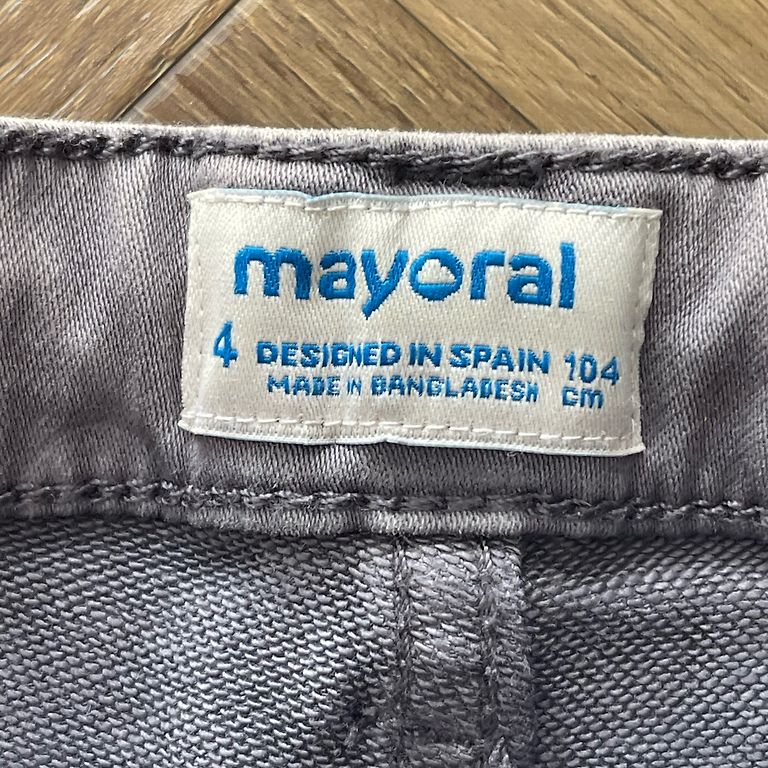 mayoral
4 DESIGNED IN SPAIN 104
MADE IN BANGLADESH cm